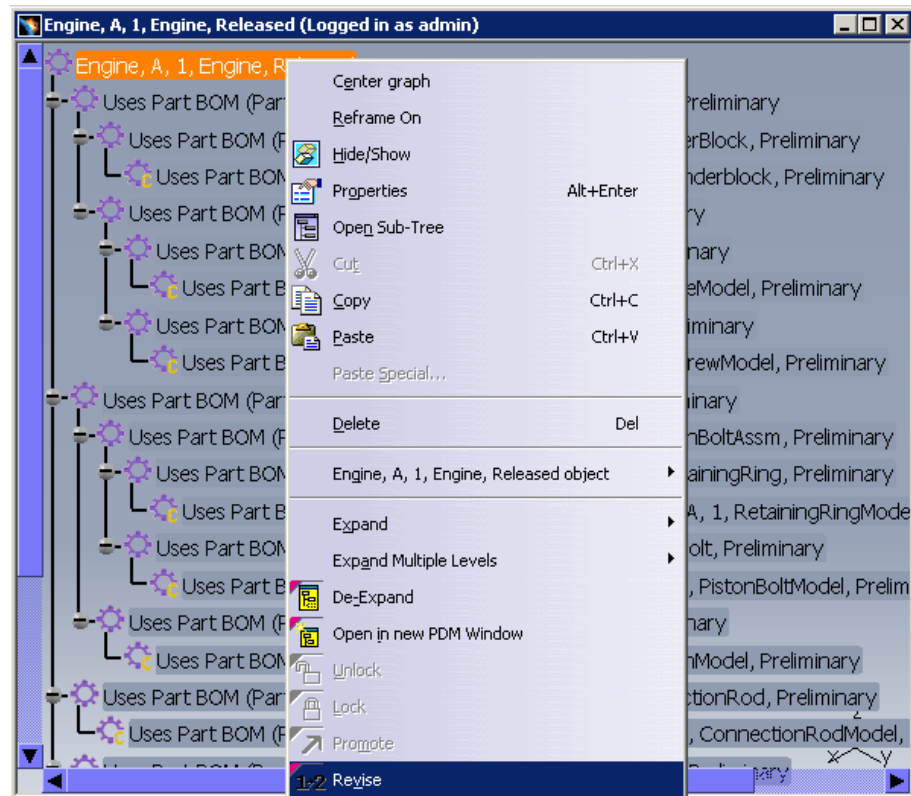 Engine, A, 1, Engine, Released (Logged in as admin)
Engine, A, 1, Engine, R
Center graph
Uses Part BOM (Par
Preliminary
Reframe On
Uses Part BOM (P
erBlock, Preliminary
Hide/Show
Uses Part BOM
nderblock, Preliminary
Properties Alt+Enter
Uses Part BOM (P
ry
Open Sub-Tree
Uses Part BOM
nary
Cut Ctrl+X
Uses Part B
eModel, Preliminary
Copy Ctrl+C
Uses Part BOM
iminary
Paste Ctrl+V
Uses Part B
rewModel, Preliminary
Paste Special...
Uses Part BOM (Par
inary
Delete Del
Uses Part BOM (P
nBoltAssm, Preliminary
Engine, A, 1, Engine, Released object
Uses Part BOM
ainingRing, Preliminary
Uses Part B
A, 1, RetainingRingMode
Expand
Uses Part BOM
olt, Preliminary
Expand Multiple Levels
Uses Part B
, PistonBoltModel, Prelim
De-Expand
Uses Part BOM (P
nary
Open in new PDM Window
Uses Part BOM
nModel, Preliminary
Unlock
Uses Part BOM (Par
ctionRod, Preliminary
Lock
Uses Part BOM (P
, ConnectionRodModel,
z
Promote
x y
1→2 Revise